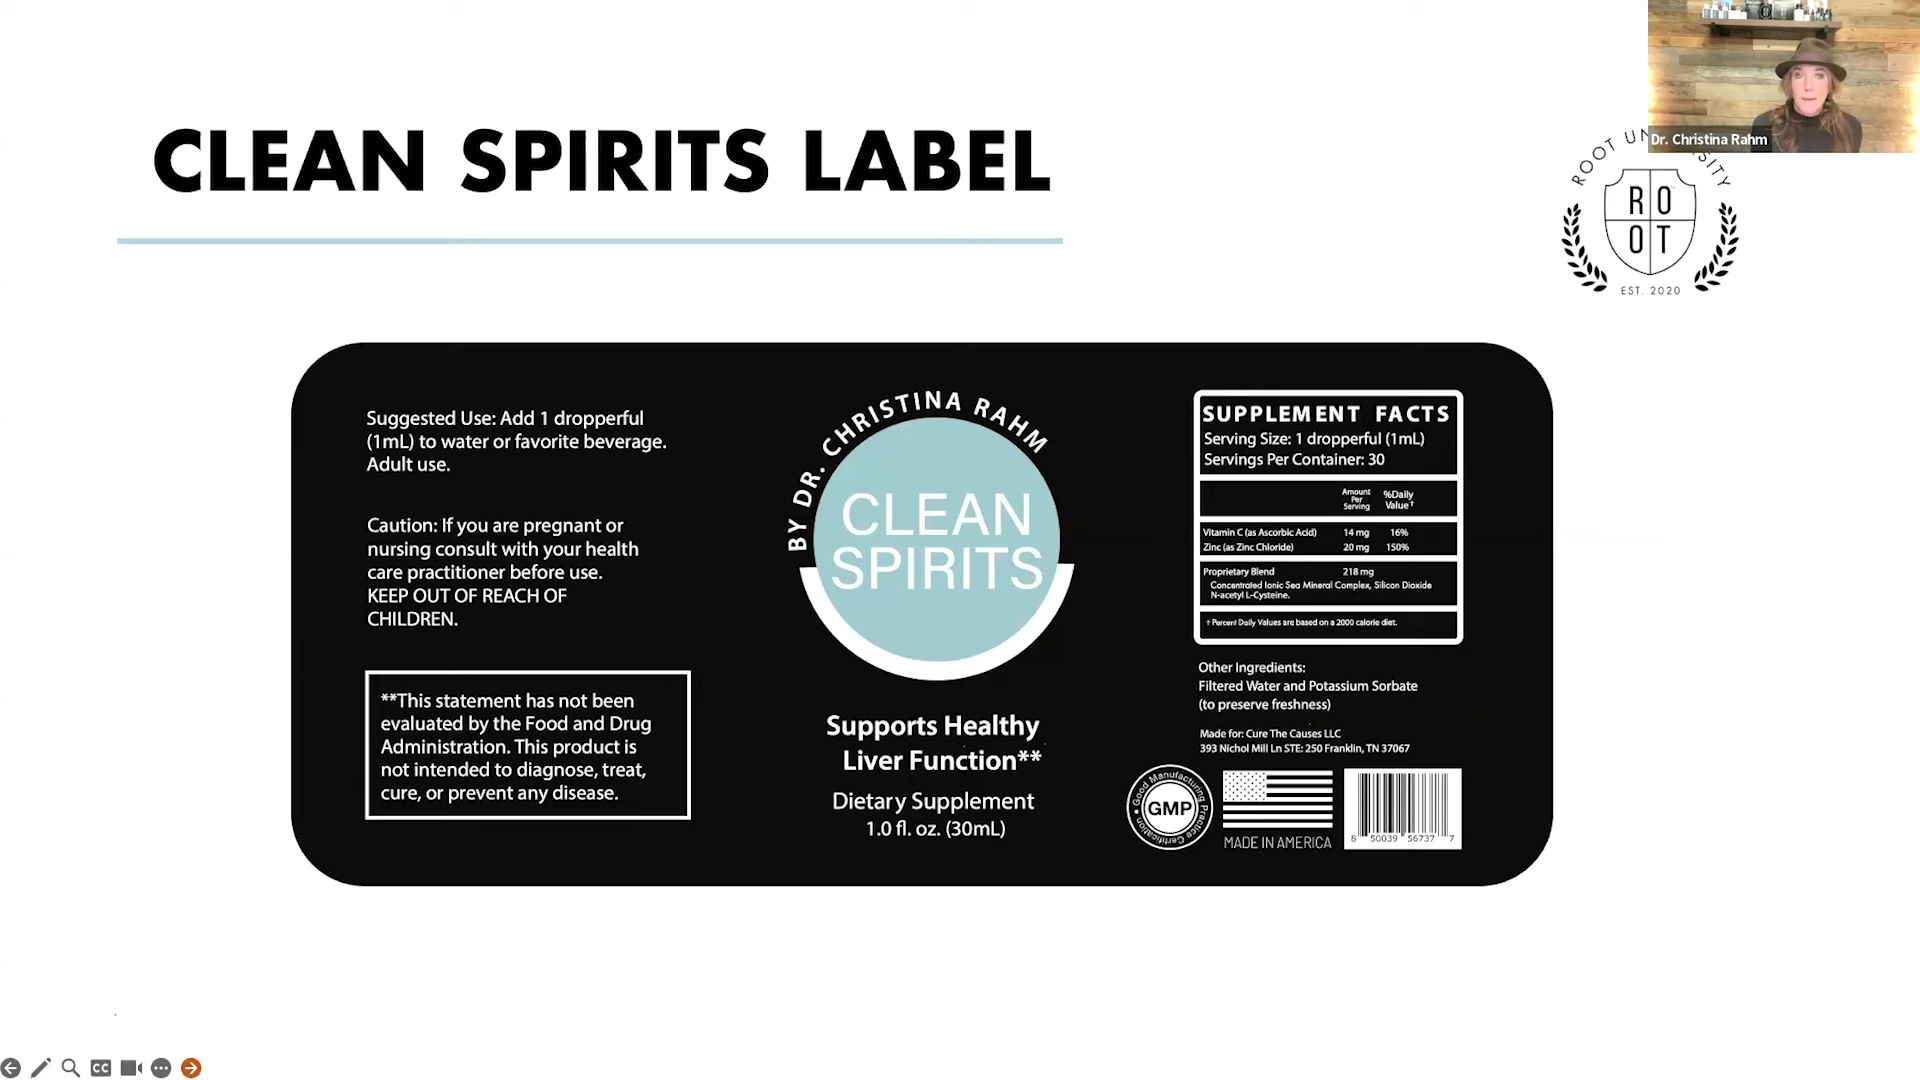 CLEAN SPIRITS LABEL
Dr. Christina Rahm
ROOT UN SITY
R O
O T
EST. 2020
Suggested Use: Add 1 dropperful
(1mL) to water or favorite beverage.
Adult use.
Caution: If you are pregnant or
nursing consult with your health
care practitioner before use.
KEEP OUT OF REACH OF
CHILDREN.
**This statement has not been
evaluated by the Food and Drug
Administration. This product is
not intended to diagnose, treat,
cure, or prevent any disease.
BY DR. CHRISTINA RAHM
CLEAN
SPIRITS
Supports Healthy
Liver Function**
Dietary Supplement
1.0 fl. oz. (30mL)
SUPPLEMENT FACTS
Serving Size: 1 dropperful (1mL)
Servings Per Container: 30
Amount Per Serving %Daily Value†
Vitamin C (as Ascorbic Acid) 14 mg 16%
Zinc (as Zinc Chloride) 20 mg 150%
Proprietary Blend 218 mg
Concentrated Ionic Sea Mineral Complex, Silicon Dioxide
N-acetyl L-Cysteine.
† Percent Daily Values are based on a 2000 calorie diet.
Other Ingredients:
Filtered Water and Potassium Sorbate
(to preserve freshness)
Made for: Cure The Causes LLC
393 Nichol Mill Ln STE: 250 Franklin, TN 37067
Good Manufacturing Practice Certification
GMP
MADE IN AMERICA
8 50039 56737 7
CC